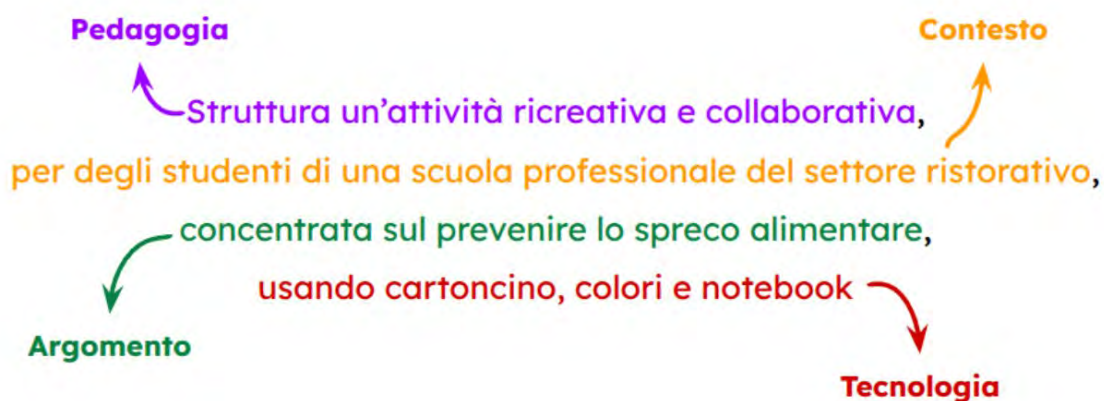 Pedagogia
Contesto
Struttura un'attività ricreativa e collaborativa,
per degli studenti di una scuola professionale del settore ristorativo,
concentrata sul prevenire lo spreco alimentare,
usando cartoncino, colori e notebook
Argomento
Tecnologia